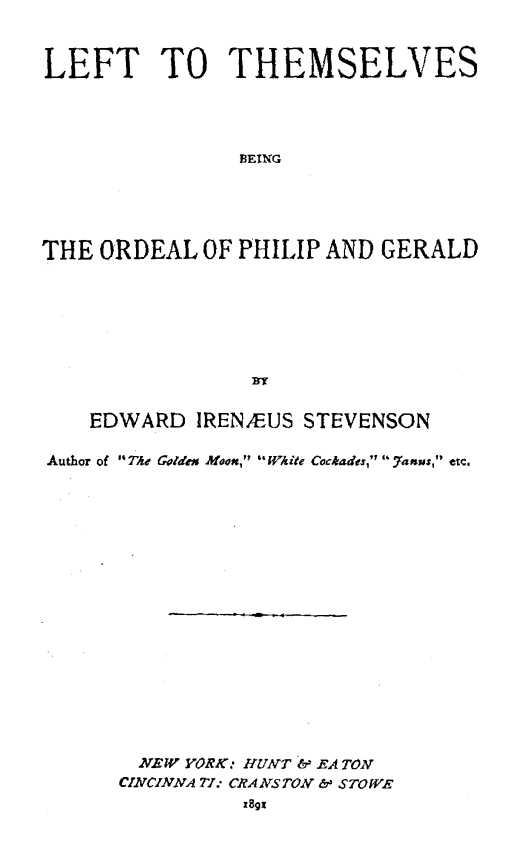 LEFT TO THEMSELVES
BEING
THE ORDEAL OF PHILIP AND GERALD
BY
EDWARD IRENÆUS STEVENSON
Author of "The Golden Moon," "White Cockades," "Janus," etc.
NEW YORK: HUNT & EATON
CINCINNATI: CRANSTON & STOWE
1891